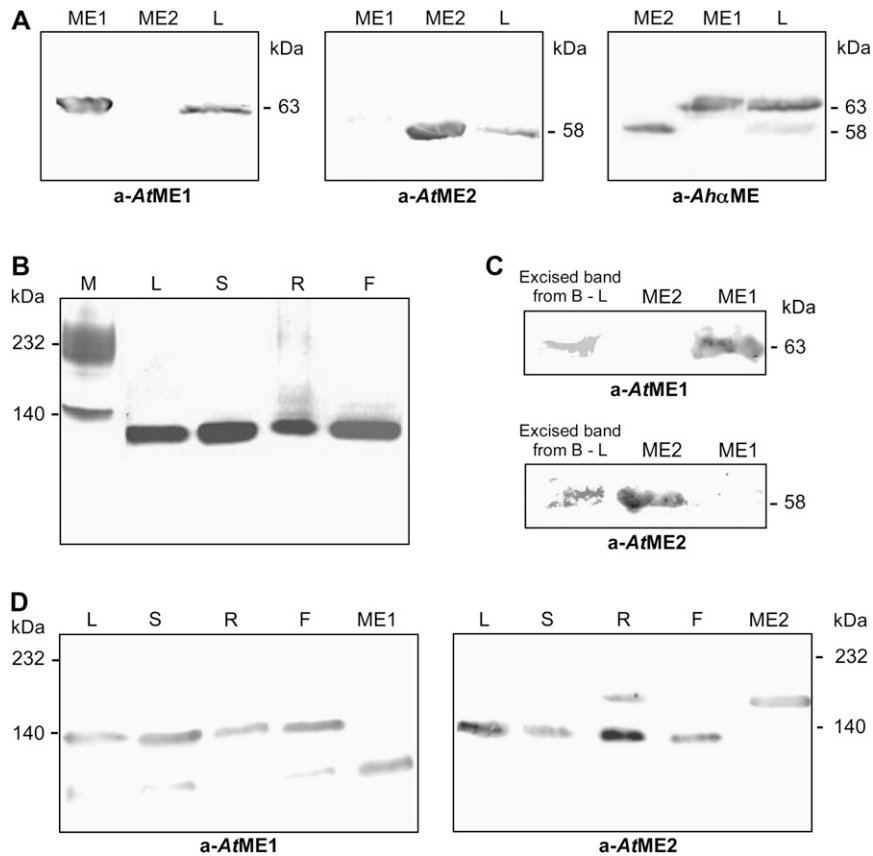 A
ME1 ME2 L
kDa
- 63
a-AtME1
ME1 ME2 L
kDa
- 58
a-AtME2
ME2 ME1 L
kDa
- 63
- 58
a-AhαME
B
M L S R F
kDa
232 -
140 -
C
Excised band
from B - L ME2 ME1
kDa
- 63
a-AtME1
Excised band
from B - L ME2 ME1
- 58
a-AtME2
D
L S R F ME1
kDa
232 -
140 -
a-AtME1
L S R F ME2
kDa
- 232
- 140
a-AtME2